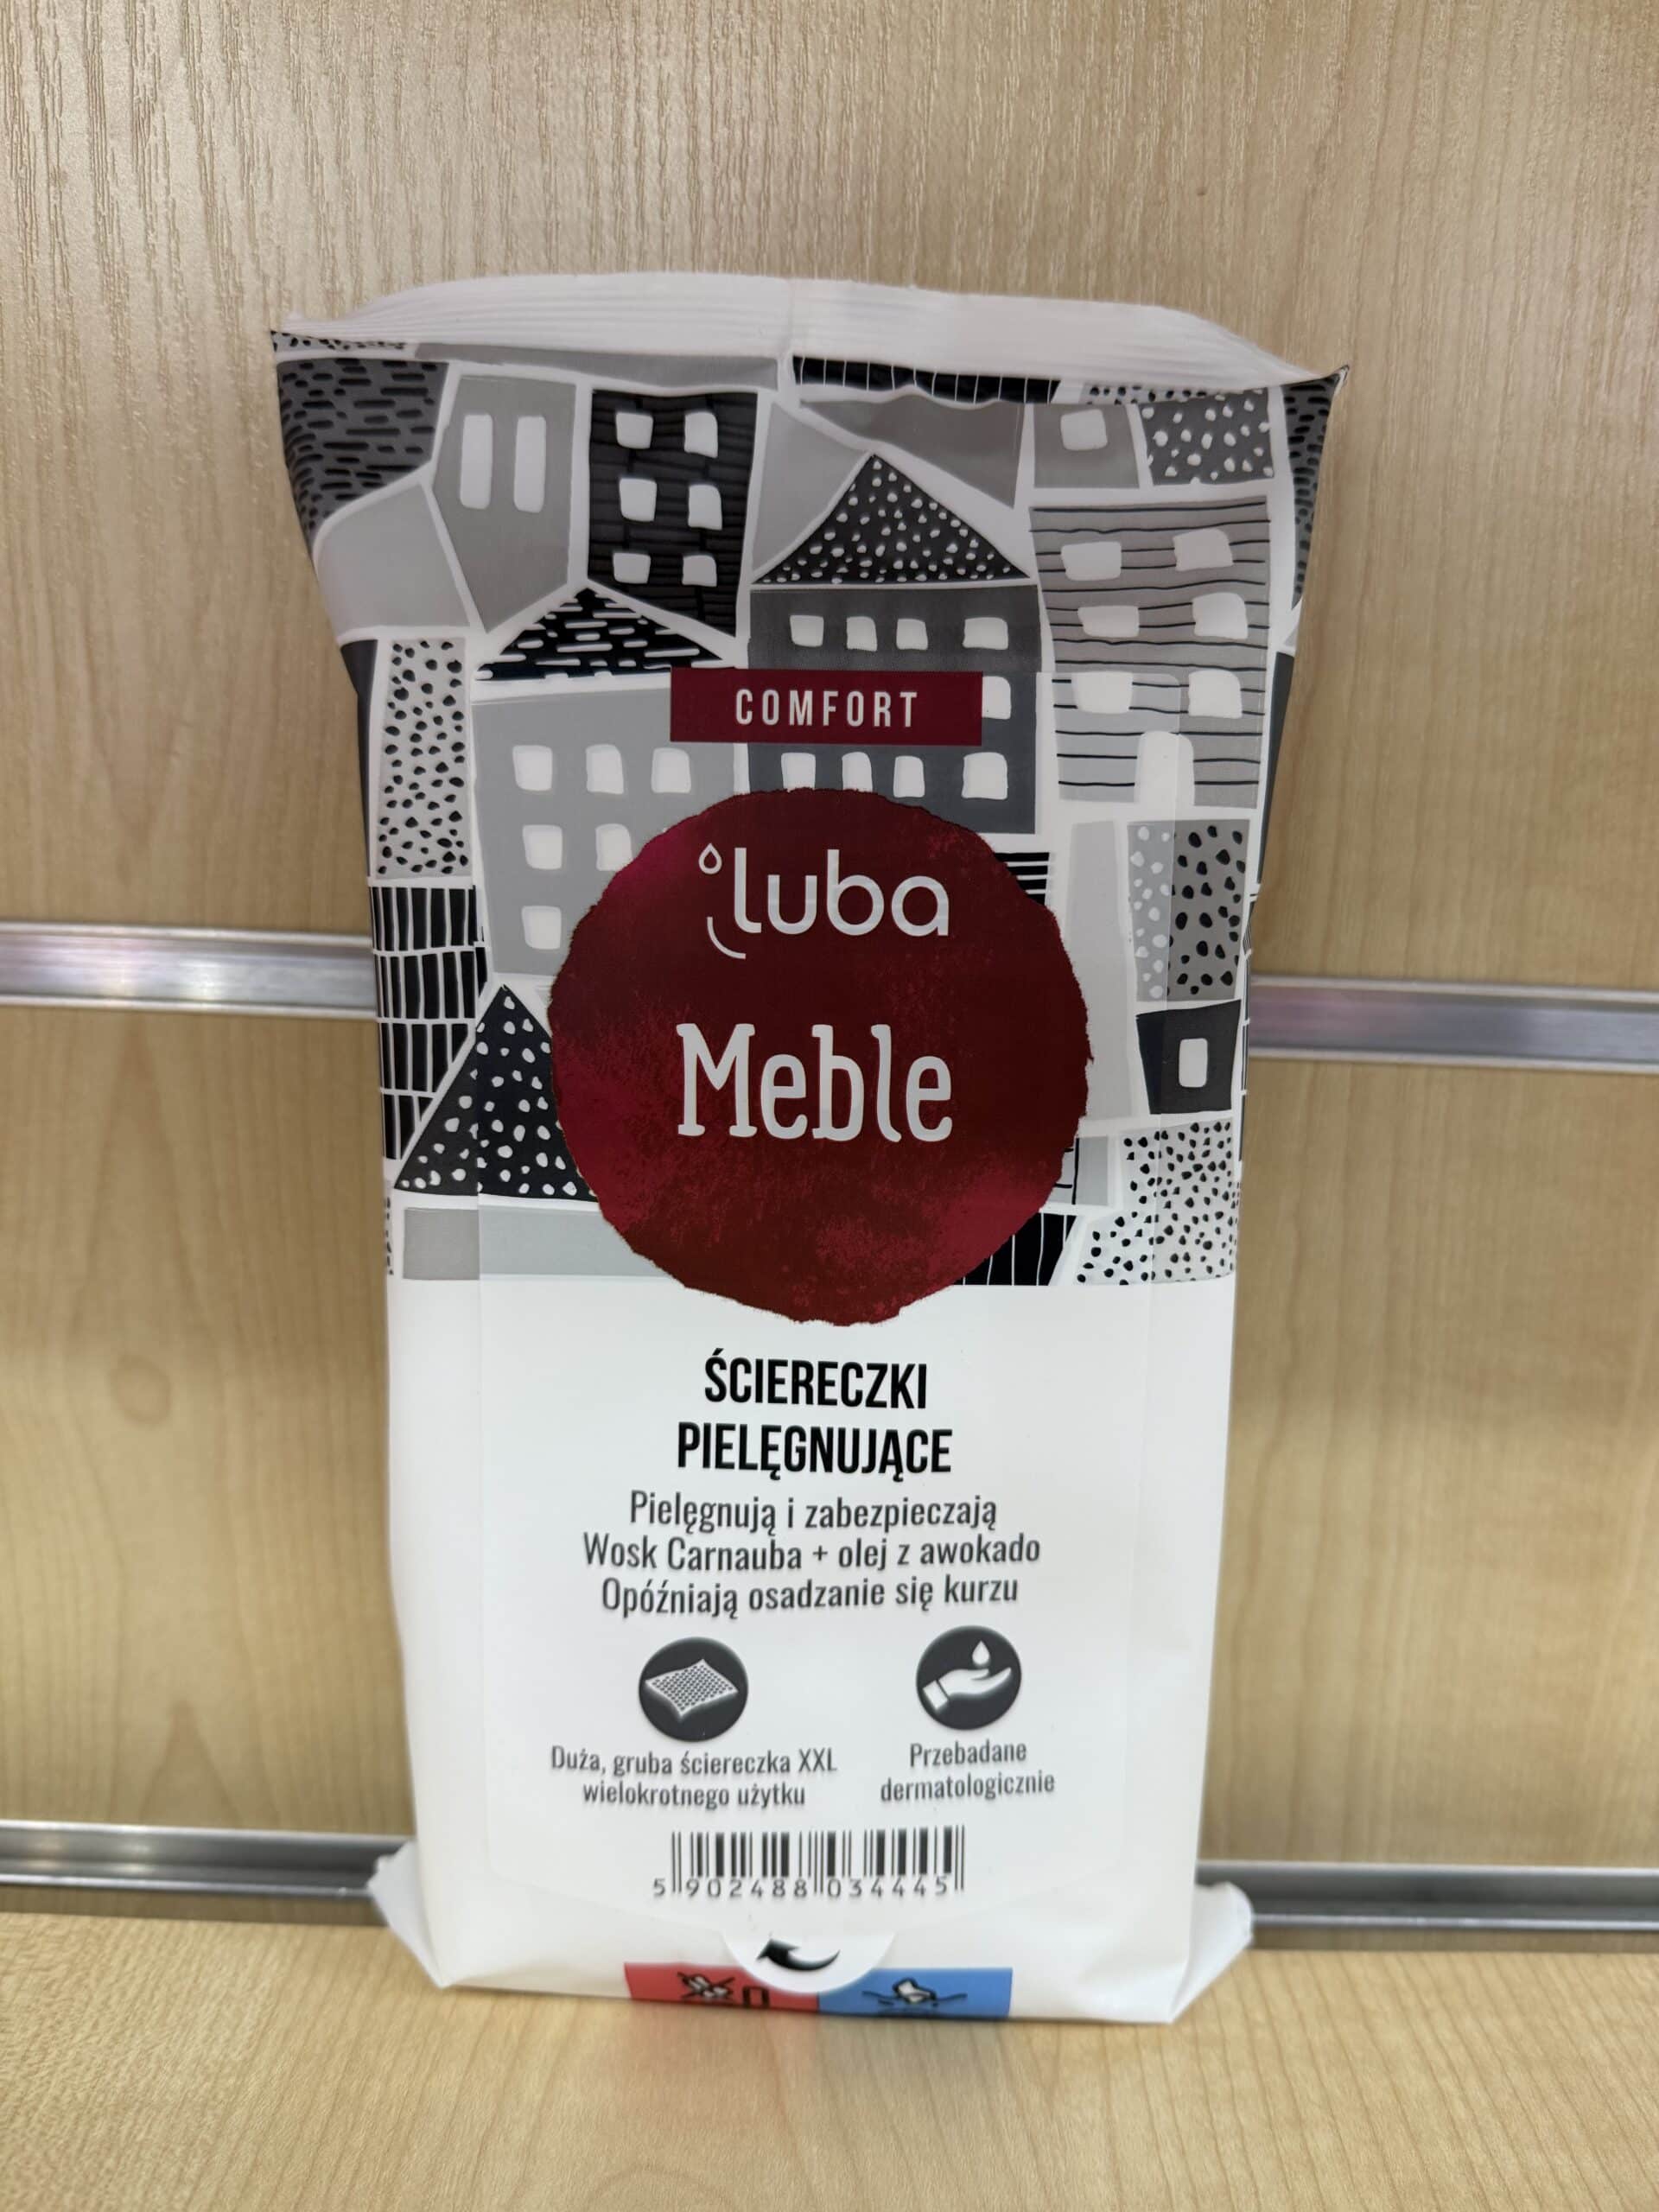 COMFORT
luba
Meble
ŚCIERECZKI
PIELĘGNUJĄCE
Pielęgnują i zabezpieczają
Wosk Carnauba + olej z awokado
Opóźniają osadzanie się kurzu
Duża, gruba ściereczka XXL
wielokrotnego użytku
Przebadane
dermatologicznie
5 902488 034445